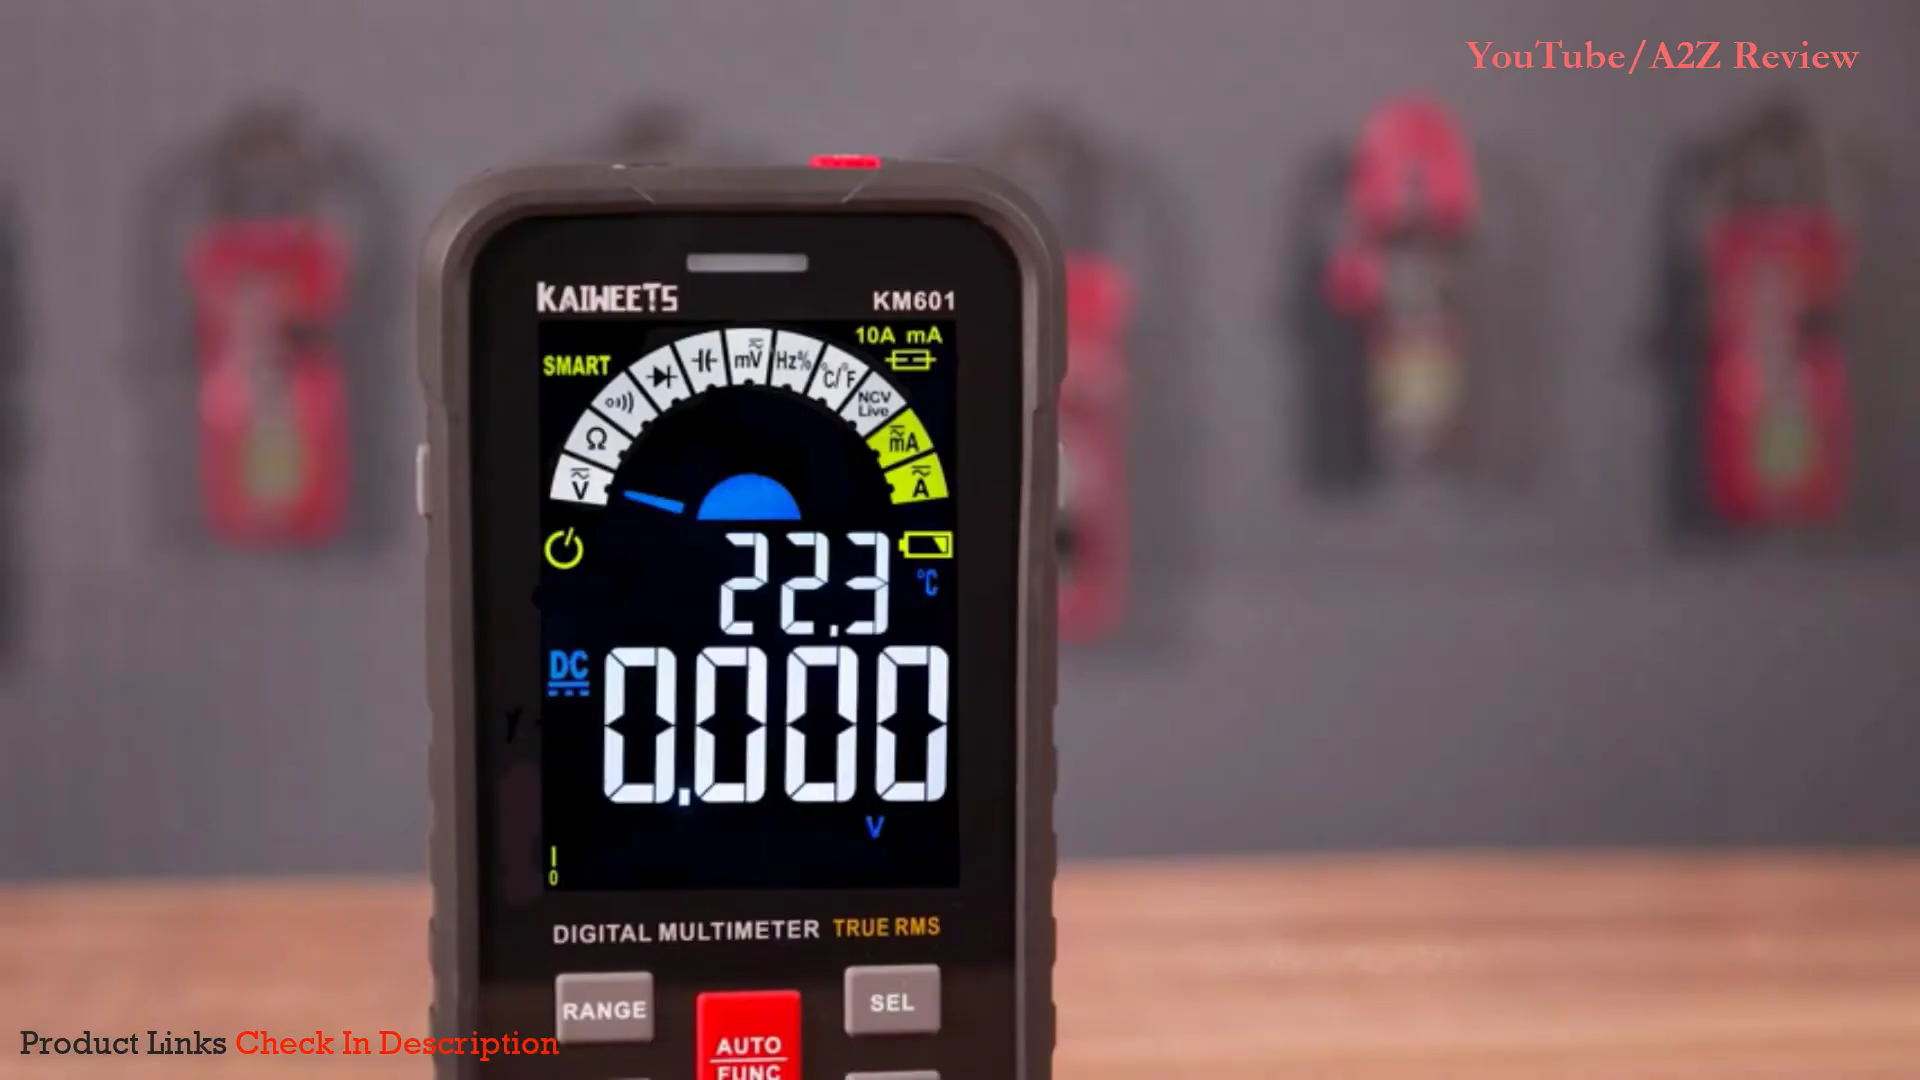 YouTube/A2Z Review
KAIWEETS
KM601
10A mA
SMART
mV
Hz%
°C/°F
NCV
Live
Ω
mA
V
A
22.3
°C
DC
0.000
V
0
DIGITAL MULTIMETER TRUE RMS
RANGE
SEL
AUTO
FUNC
Product Links Check In Description